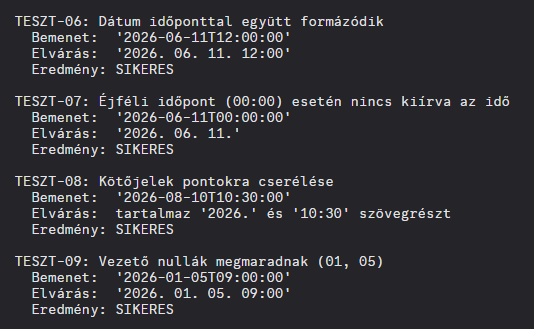 TESZT-06: Dátum időponttal együtt formázódik
Bemenet: '2026-06-11T12:00:00'
Elvárás: '2026. 06. 11. 12:00'
Eredmény: SIKERES
TESZT-07: Éjféli időpont (00:00) esetén nincs kiírva az idő
Bemenet: '2026-06-11T00:00:00'
Elvárás: '2026. 06. 11.'
Eredmény: SIKERES
TESZT-08: Kötőjelek pontokra cserélése
Bemenet: '2026-08-10T10:30:00'
Elvárás: tartalmaz '2026.' és '10:30' szövegrészt
Eredmény: SIKERES
TESZT-09: Vezető nullák megmaradnak (01, 05)
Bemenet: '2026-01-05T09:00:00'
Elvárás: '2026. 01. 05. 09:00'
Eredmény: SIKERES